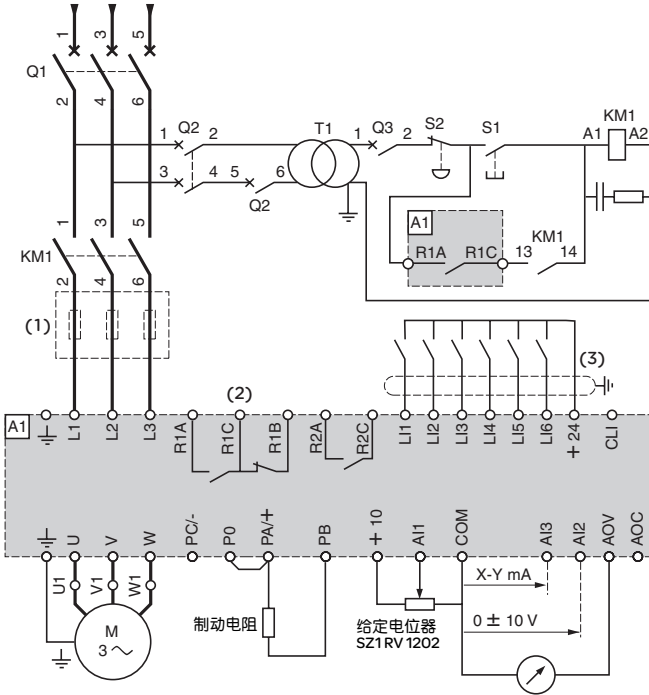 1 3 5
Q1
2 4 6
1 Q2 2 T1 1 Q3 2 S2 S1 KM1
A1 A2
3 4 5 6
Q2
A1
R1A R1C 13 KM1 14
1 3 5
KM1
2 4 6
(1)
(2)
(3)
A1
L1 L2 L3 R1A R1C R1B R2A R2C LI1 LI2 LI3 LI4 LI5 LI6 +24 CLI
U V W PC/- P0 PA/+ PB +10 AI1 COM AI3 AI2 AOV AOC
U1 V1 W1
X-Y mA
M
3
制动电阻
给定电位器
SZ1 RV 1202
0 ± 10 V